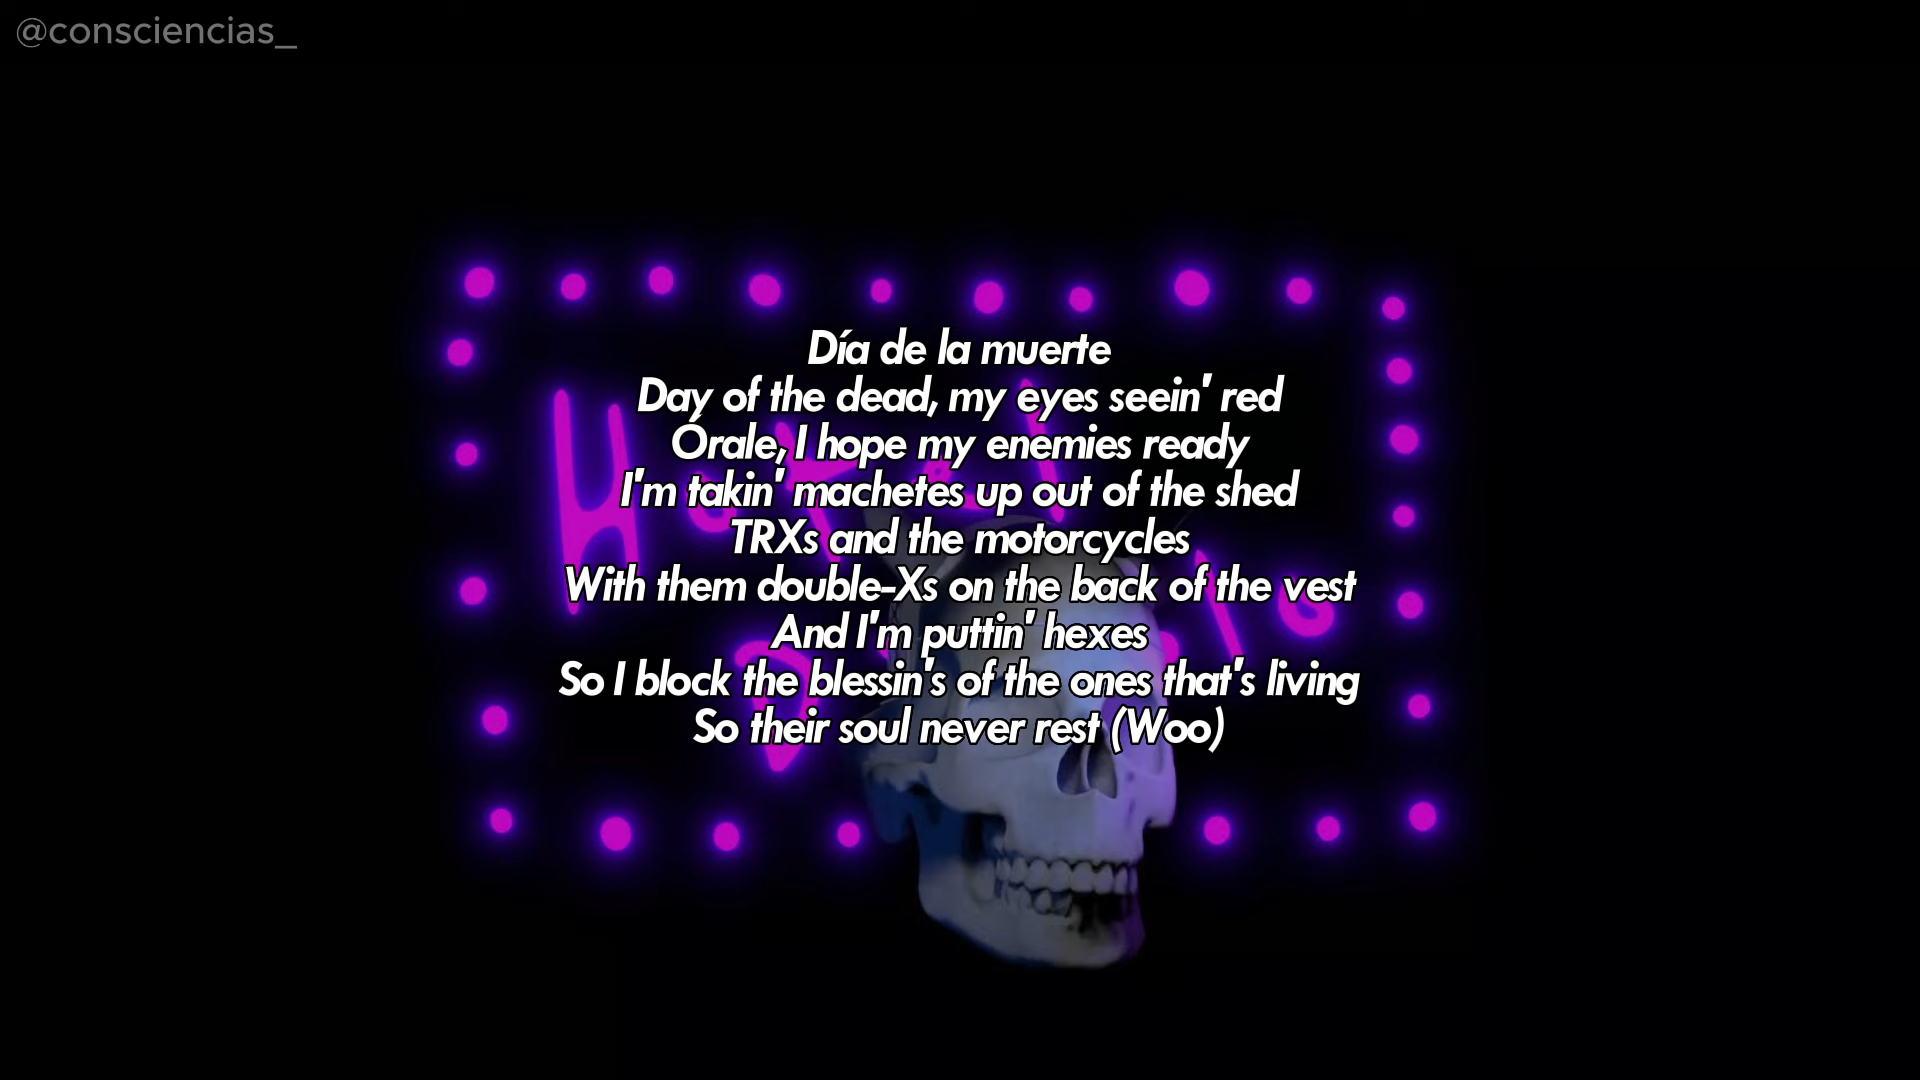 @consciencias_
Día de la muerte
Day of the dead, my eyes seein' red
Órale, I hope my enemies ready
I'm takin' machetes up out of the shed
TRXs and the motorcycles
With them double-Xs on the back of the vest
And I'm puttin' hexes
So I block the blessin's of the ones that's living
So their soul never rest (Woo)